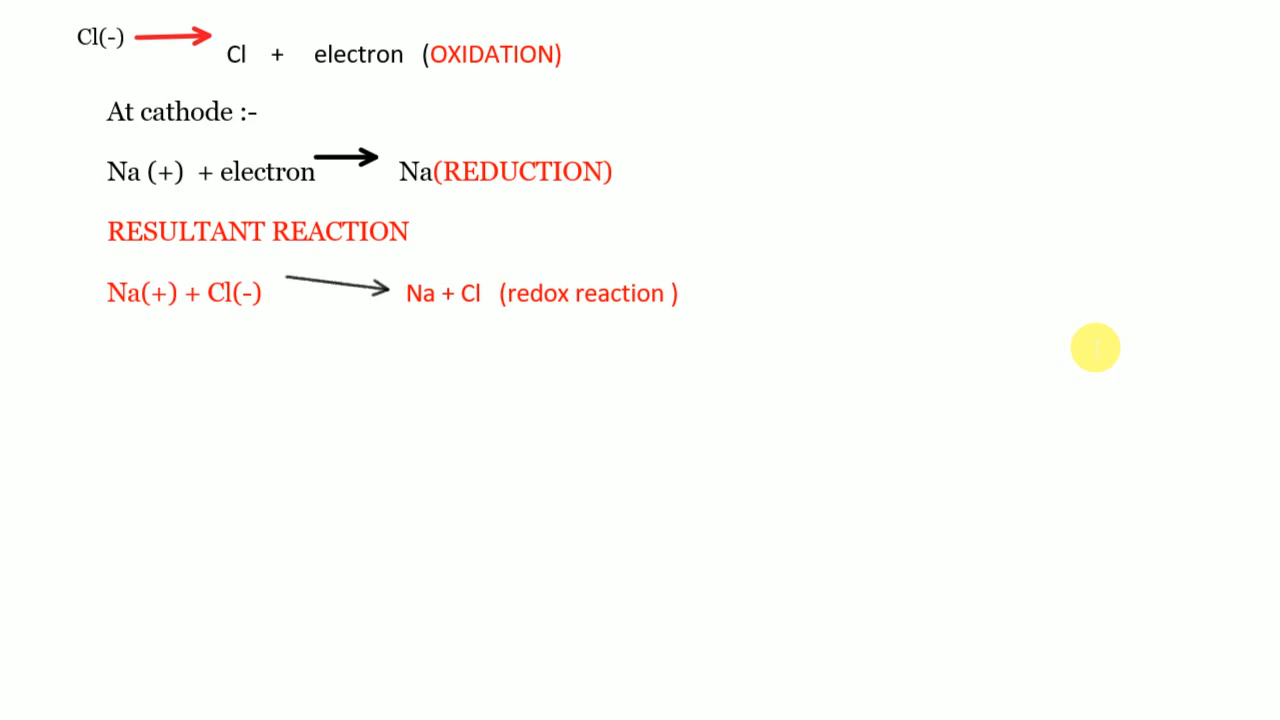 Cl(-)
Cl + electron (OXIDATION)
At cathode :-
Na (+) + electron Na(REDUCTION)
RESULTANT REACTION
Na(+) + Cl(-) Na + Cl (redox reaction )